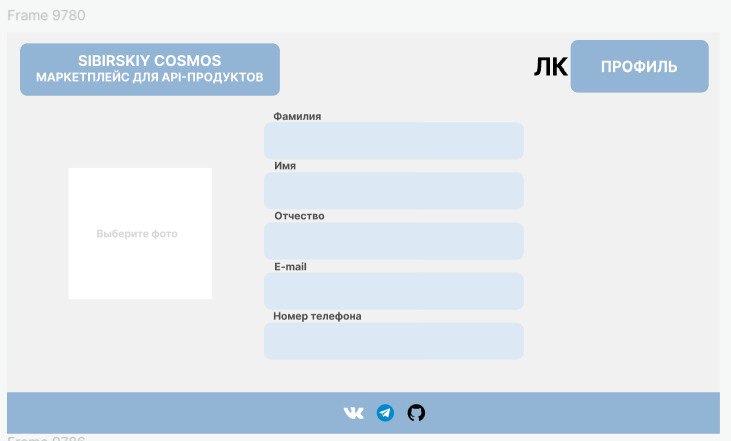 Frame 9780
SIBIRSKIY COSMOS
МАРКЕТПЛЕЙС ДЛЯ API-ПРОДУКТОВ
ЛК
ПРОФИЛЬ
Фамилия
Имя
Выберите фото
Отчество
E-mail
Номер телефона
Frame 9786